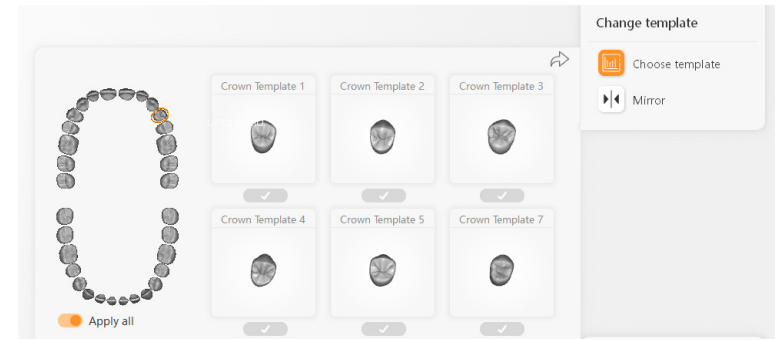 Change template
Choose template
Mirror
Crown Template 1
Crown Template 2
Crown Template 3
Crown Template 4
Crown Template 5
Crown Template 7
Apply all